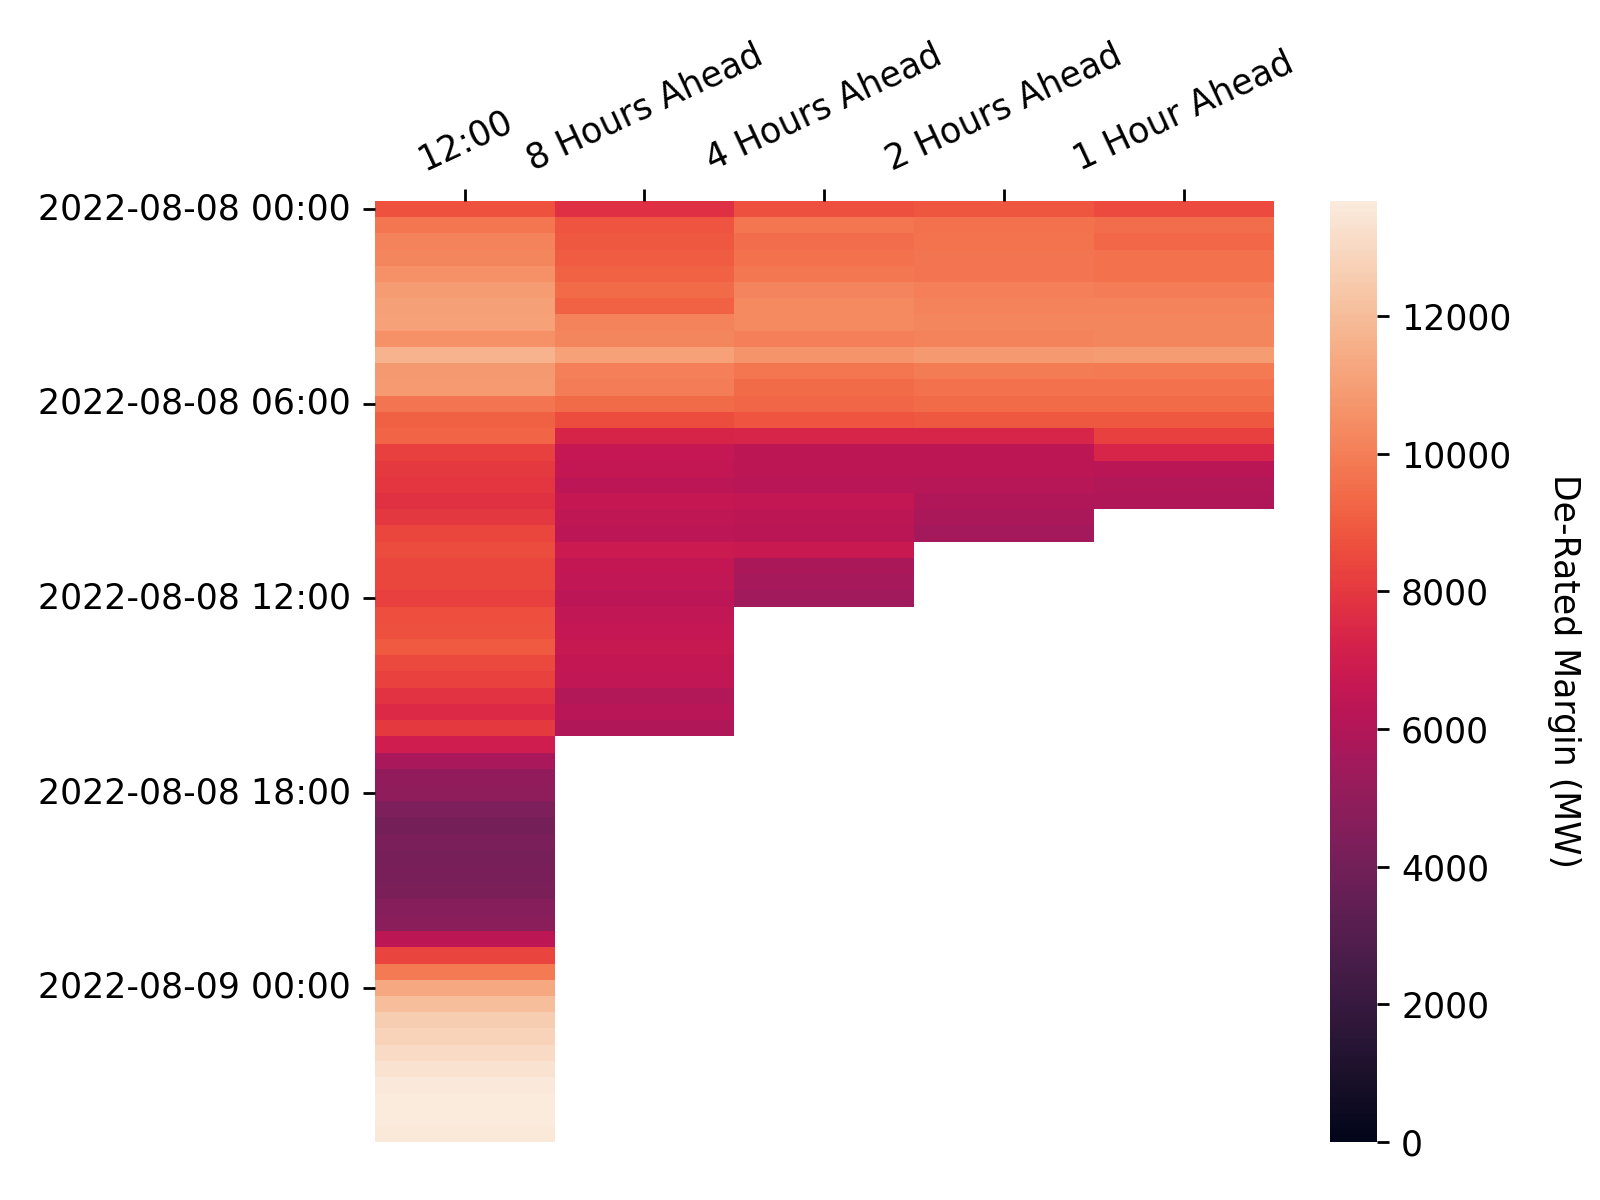 12:00
8 Hours Ahead
4 Hours Ahead
2 Hours Ahead
1 Hour Ahead
2022-08-08 00:00
2022-08-08 06:00
2022-08-08 12:00
2022-08-08 18:00
2022-08-09 00:00
12000
10000
8000
6000
4000
2000
0
De-Rated Margin (MW)